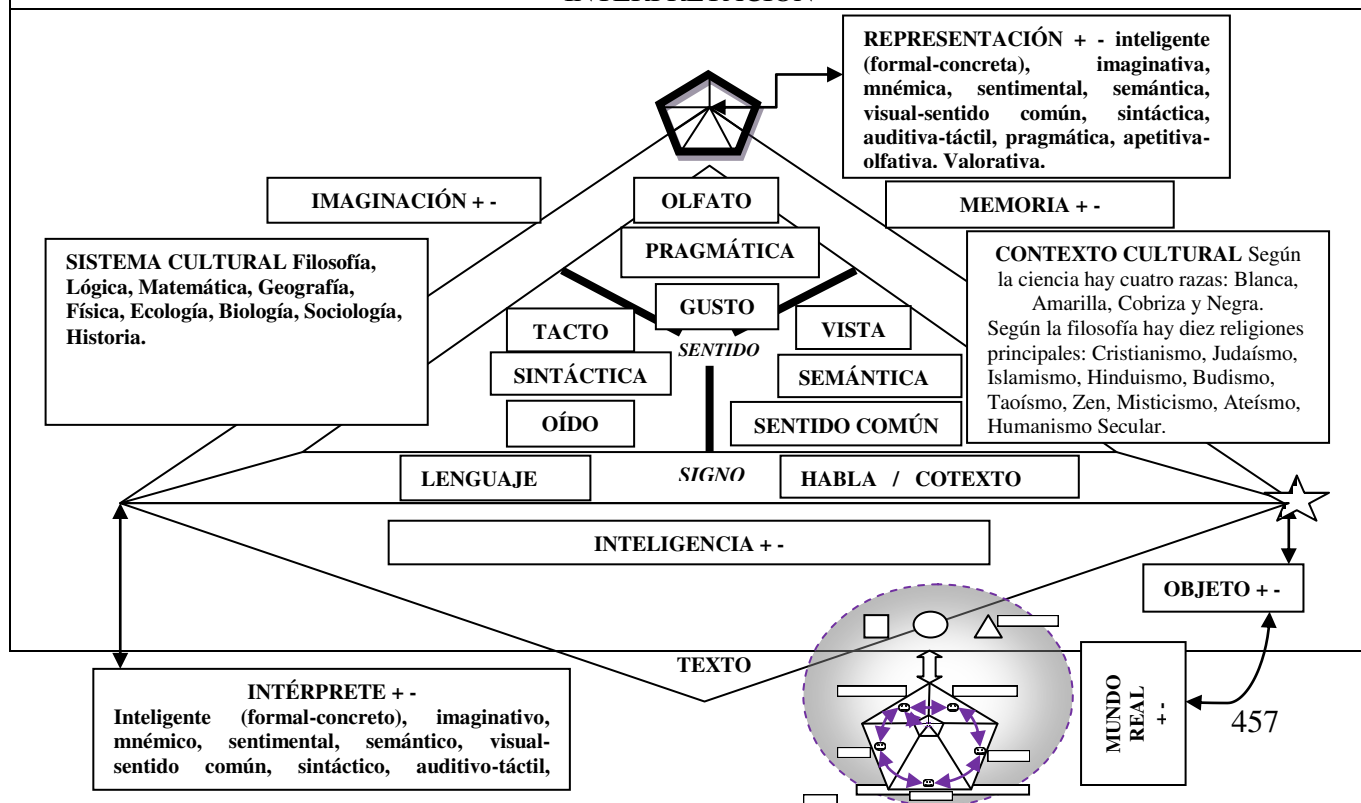 INTERPRETACIÓN
REPRESENTACIÓN + - inteligente
(formal-concreta), imaginativa,
mnémica, sentimental, semántica,
visual-sentido común, sintáctica,
auditiva-táctil, pragmática, apetitiva-
olfativa. Valorativa.
IMAGINACIÓN + -
OLFATO
MEMORIA + -
PRAGMÁTICA
SISTEMA CULTURAL Filosofía,
Lógica, Matemática, Geografía,
Física, Ecología, Biología, Sociología,
Historia.
CONTEXTO CULTURAL Según
la ciencia hay cuatro razas: Blanca,
Amarilla, Cobriza y Negra.
Según la filosofía hay diez religiones
principales: Cristianismo, Judaísmo,
Islamismo, Hinduismo, Budismo,
Taoísmo, Zen, Misticismo, Ateísmo,
Humanismo Secular.
GUSTO
TACTO
VISTA
SENTIDO
SINTÁCTICA
SEMÁNTICA
OÍDO
SENTIDO COMÚN
LENGUAJE
SIGNO
HABLA / COTEXTO
INTELIGENCIA + -
OBJETO + -
TEXTO
MUNDO
REAL
+ -
457
INTÉRPRETE + -
Inteligente (formal-concreto), imaginativo,
mnémico, sentimental, semántico, visual-
sentido común, sintáctico, auditivo-táctil,